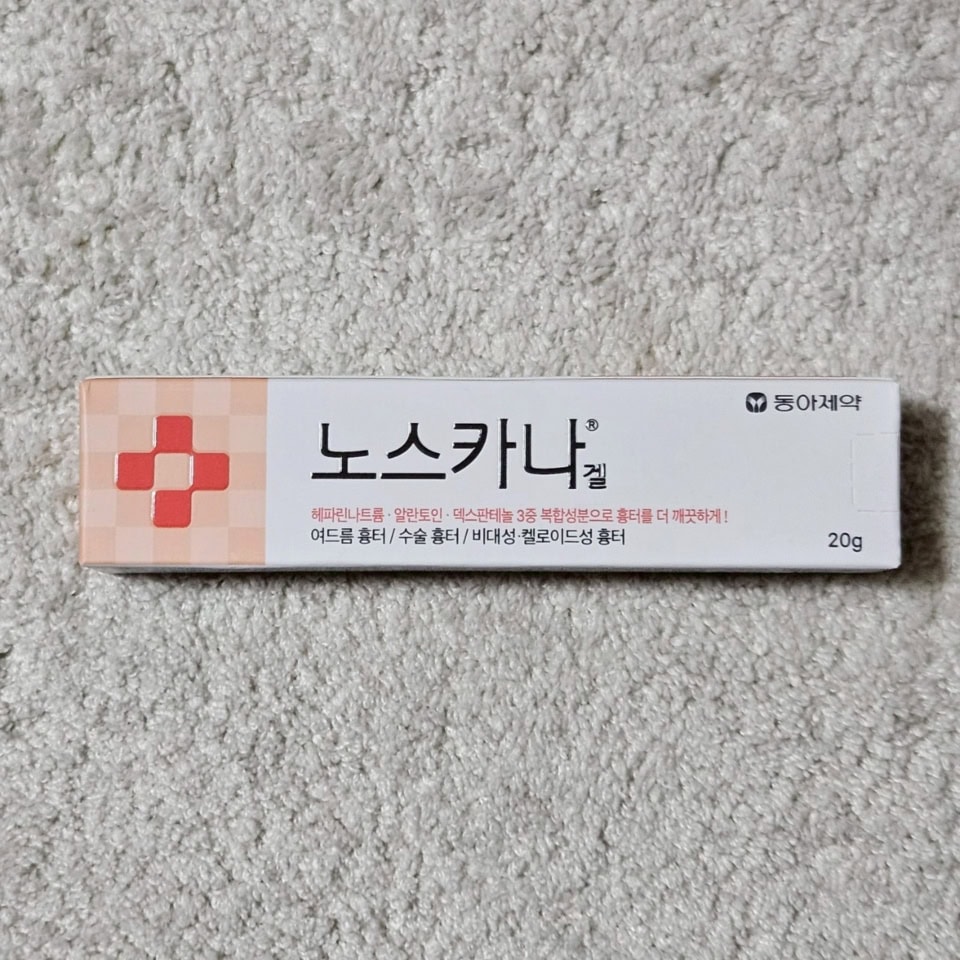 동아제약
노스카나® 겔
헤파린나트륨 · 알란토인 · 덱스판테놀 3중 복합성분으로 흉터를 더 깨끗하게!
여드름 흉터 / 수술 흉터 / 비대성·켈로이드성 흉터
20g